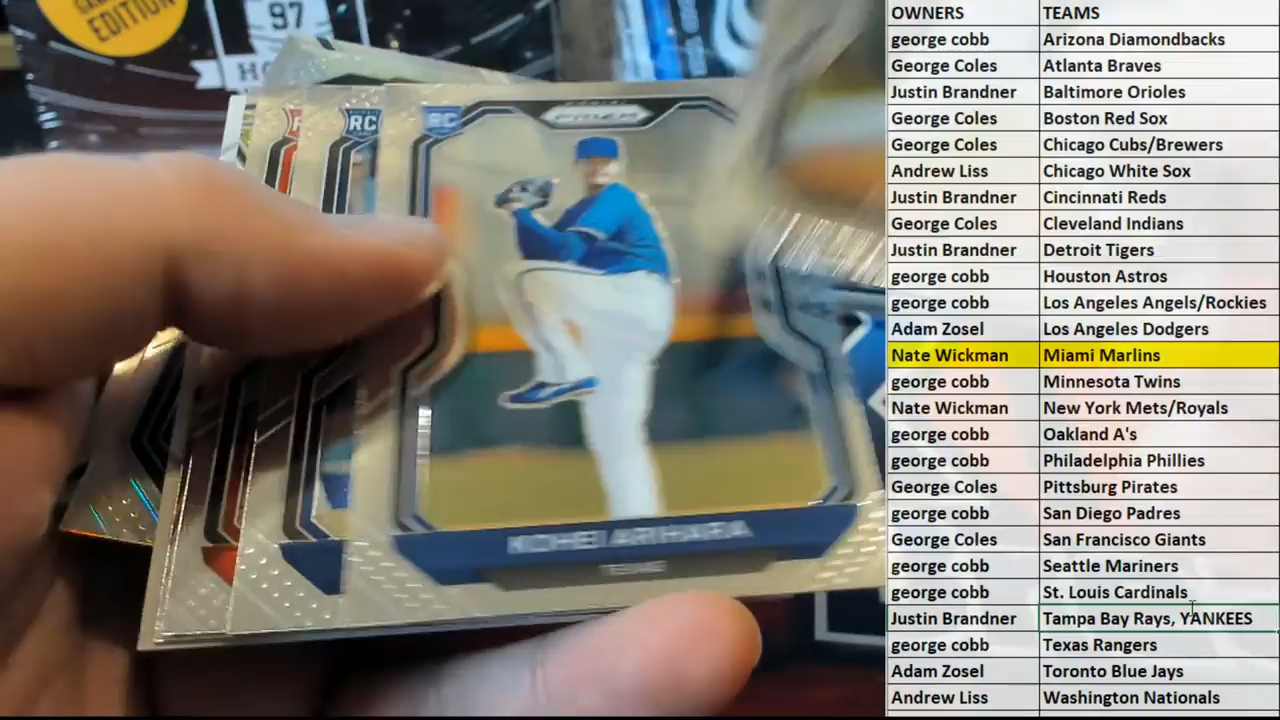 EDITION
97
HO
RC
RC
PANINI
PRIZM
KOHEI ARIHARA
TEXAS
OWNERS TEAMS
george cobb Arizona Diamondbacks
George Coles Atlanta Braves
Justin Brandner Baltimore Orioles
George Coles Boston Red Sox
George Coles Chicago Cubs/Brewers
Andrew Liss Chicago White Sox
Justin Brandner Cincinnati Reds
George Coles Cleveland Indians
Justin Brandner Detroit Tigers
george cobb Houston Astros
george cobb Los Angeles Angels/Rockies
Adam Zosel Los Angeles Dodgers
Nate Wickman Miami Marlins
george cobb Minnesota Twins
Nate Wickman New York Mets/Royals
george cobb Oakland A's
george cobb Philadelphia Phillies
George Coles Pittsburg Pirates
george cobb San Diego Padres
George Coles San Francisco Giants
george cobb Seattle Mariners
george cobb St. Louis Cardinals
Justin Brandner Tampa Bay Rays, YANKEES
george cobb Texas Rangers
Adam Zosel Toronto Blue Jays
Andrew Liss Washington Nationals